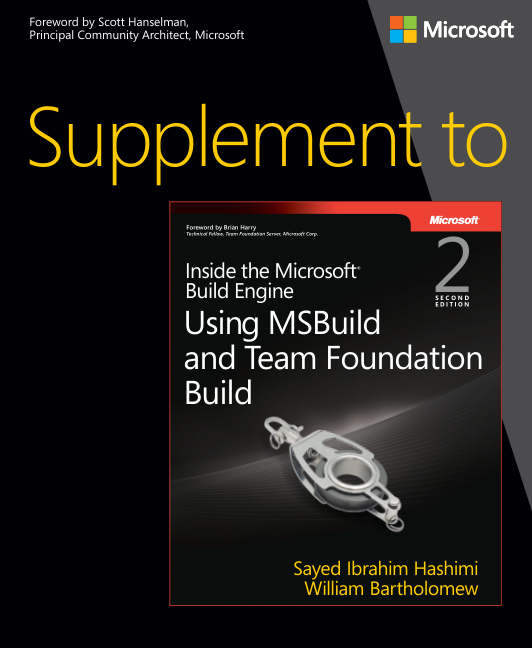 Foreword by Scott Hanselman,
Principal Community Architect, Microsoft
Microsoft
Supplement to
Microsoft
Foreword by Brian Harry
Technical Fellow, Team Foundation Server, Microsoft Corp.
2
SECOND
EDITION
Inside the Microsoft®
Build Engine
Using MSBuild
and Team Foundation
Build
Sayed Ibrahim Hashimi
William Bartholomew